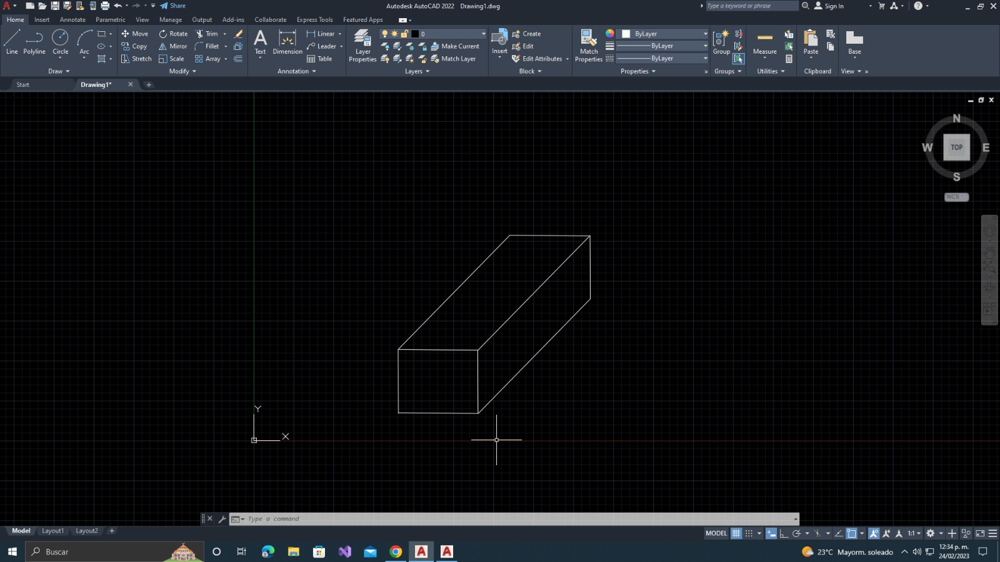 Share
Autodesk AutoCAD 2022 Drawing1.dwg
Type a keyword or phrase
Sign In
Home Insert Annotate Parametric View Manage Output Add-ins Collaborate Express Tools Featured Apps
Line Polyline Circle Arc
Move Rotate Trim
Copy Mirror Fillet
Stretch Scale Array
Text Dimension
Linear
Leader
Table
Layer Properties
0
Make Current
Match Layer
Insert
Create
Edit
Edit Attributes
Match Properties
ByLayer
ByLayer
ByLayer
Group
Measure
Paste
Base
Draw Modify Annotation Layers Block Properties Groups Utilities Clipboard View
Start Drawing1*
N
W TOP E
S
WCS
Y
X
Type a command
Model Layout1 Layout2
MODEL 1:1
Buscar
23°C Mayorm. soleado
12:34 p. m.
24/02/2023